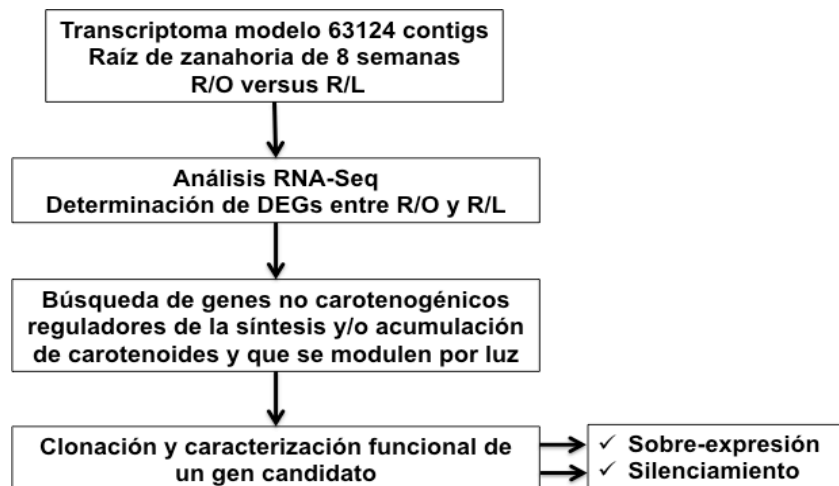 Transcriptoma modelo 63124 contigs
Raíz de zanahoria de 8 semanas
R/O versus R/L
Análisis RNA-Seq
Determinación de DEGs entre R/O y R/L
Búsqueda de genes no carotenogénicos
reguladores de la síntesis y/o acumulación
de carotenoides y que se modulen por luz
Clonación y caracterización funcional de
un gen candidato
✓ Sobre-expresión
✓ Silenciamiento